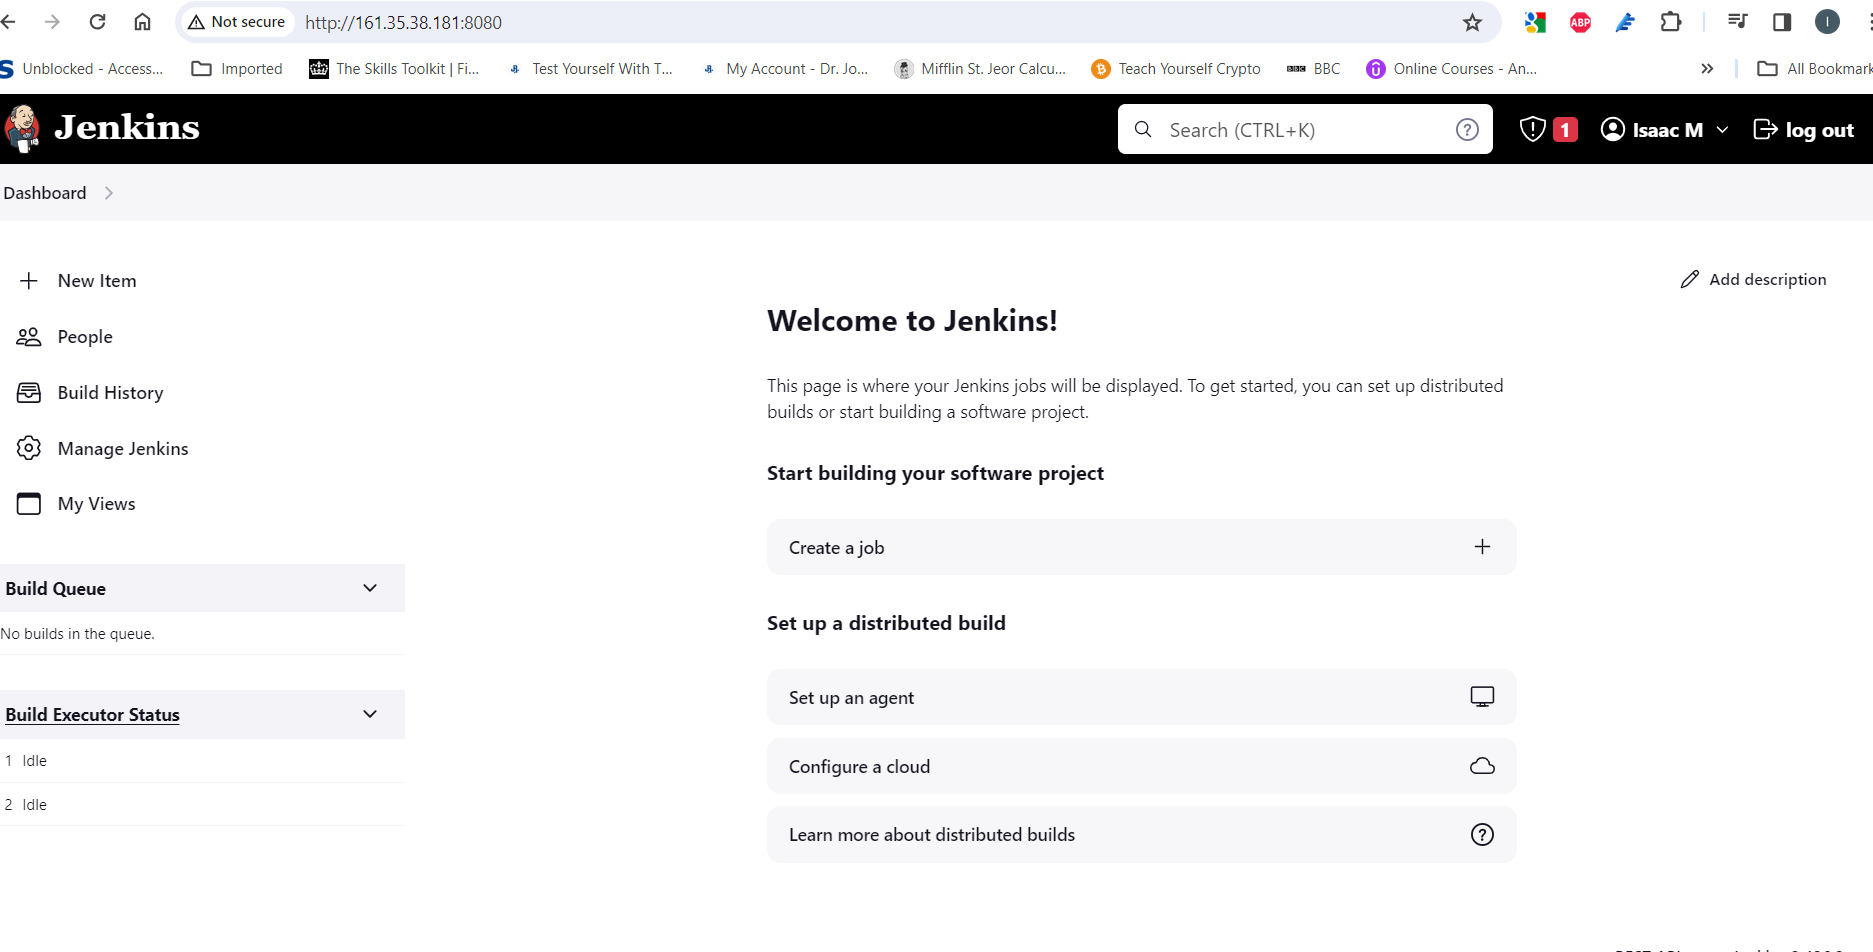 Not secure http://161.35.38.181:8080
Unblocked - Access... Imported The Skills Toolkit | Fi... Test Yourself With T... My Account - Dr. Jo... Mifflin St. Jeor Calcu... Teach Yourself Crypto BBC BBC Online Courses - An... » All Bookmark
ABP
I
Jenkins Search (CTRL+K) ? 1 Isaac M log out
Dashboard
New Item
People
Build History
Manage Jenkins
My Views
Build Queue
No builds in the queue.
Build Executor Status
1 Idle
2 Idle
Add description
Welcome to Jenkins!
This page is where your Jenkins jobs will be displayed. To get started, you can set up distributed
builds or start building a software project.
Start building your software project
Create a job
Set up a distributed build
Set up an agent
Configure a cloud
Learn more about distributed builds